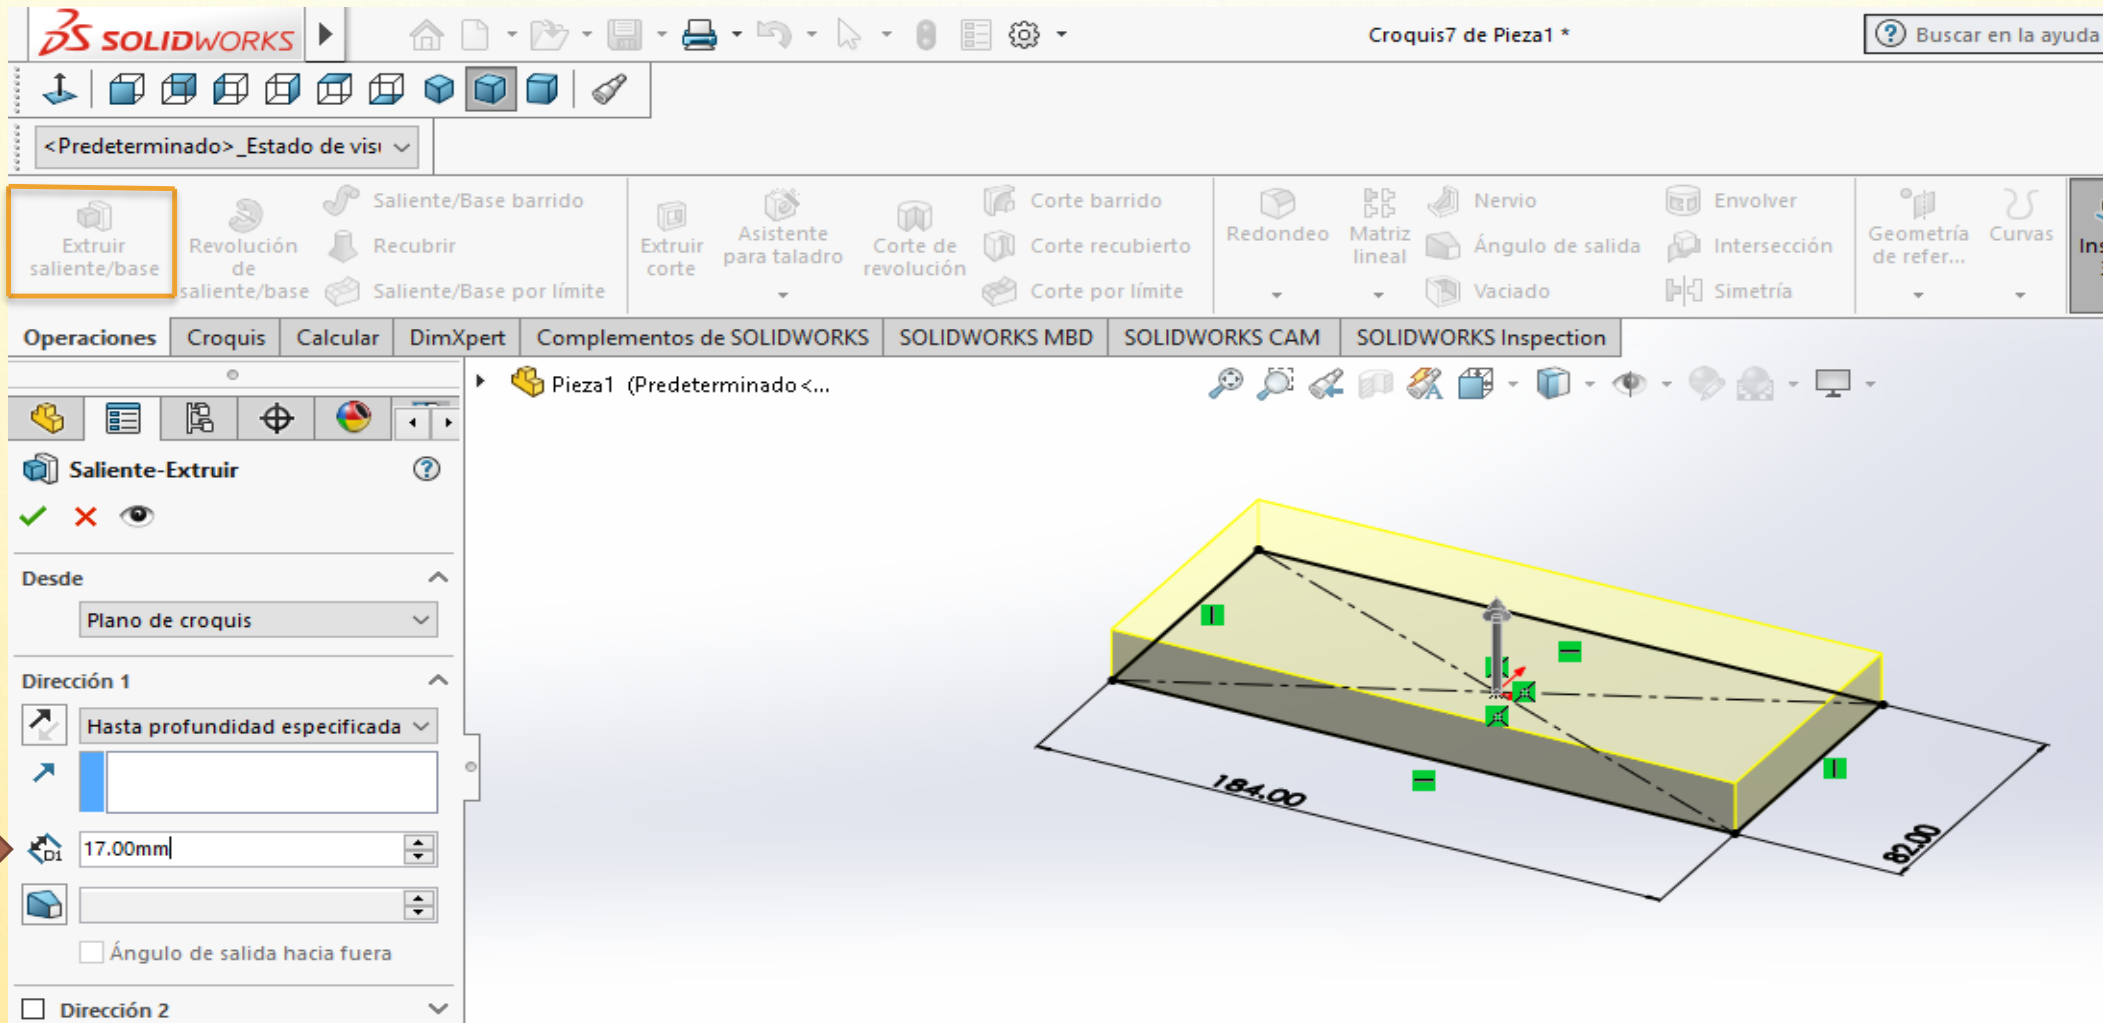 SOLIDWORKS
Croquis7 de Pieza1 *
Buscar en la ayuda
<Predeterminado>_Estado de visu
Extruir
saliente/base
Revolución
de
saliente/base
Saliente/Base barrido
Recubrir
Saliente/Base por límite
Extruir
corte
Asistente
para taladro
Corte de
revolución
Corte barrido
Corte recubierto
Corte por límite
Redondeo
Matriz
lineal
Nervio
Ángulo de salida
Vaciado
Envolver
Intersección
Simetría
Geometría
de refer...
Curvas
Ins
Operaciones
Croquis
Calcular
DimXpert
Complementos de SOLIDWORKS
SOLIDWORKS MBD
SOLIDWORKS CAM
SOLIDWORKS Inspection
Pieza1 (Predeterminado<...
Saliente-Extruir
Desde
Plano de croquis
Dirección 1
Hasta profundidad especificada
D1
17.00mm
Ángulo de salida hacia fuera
Dirección 2
184.00
82.00